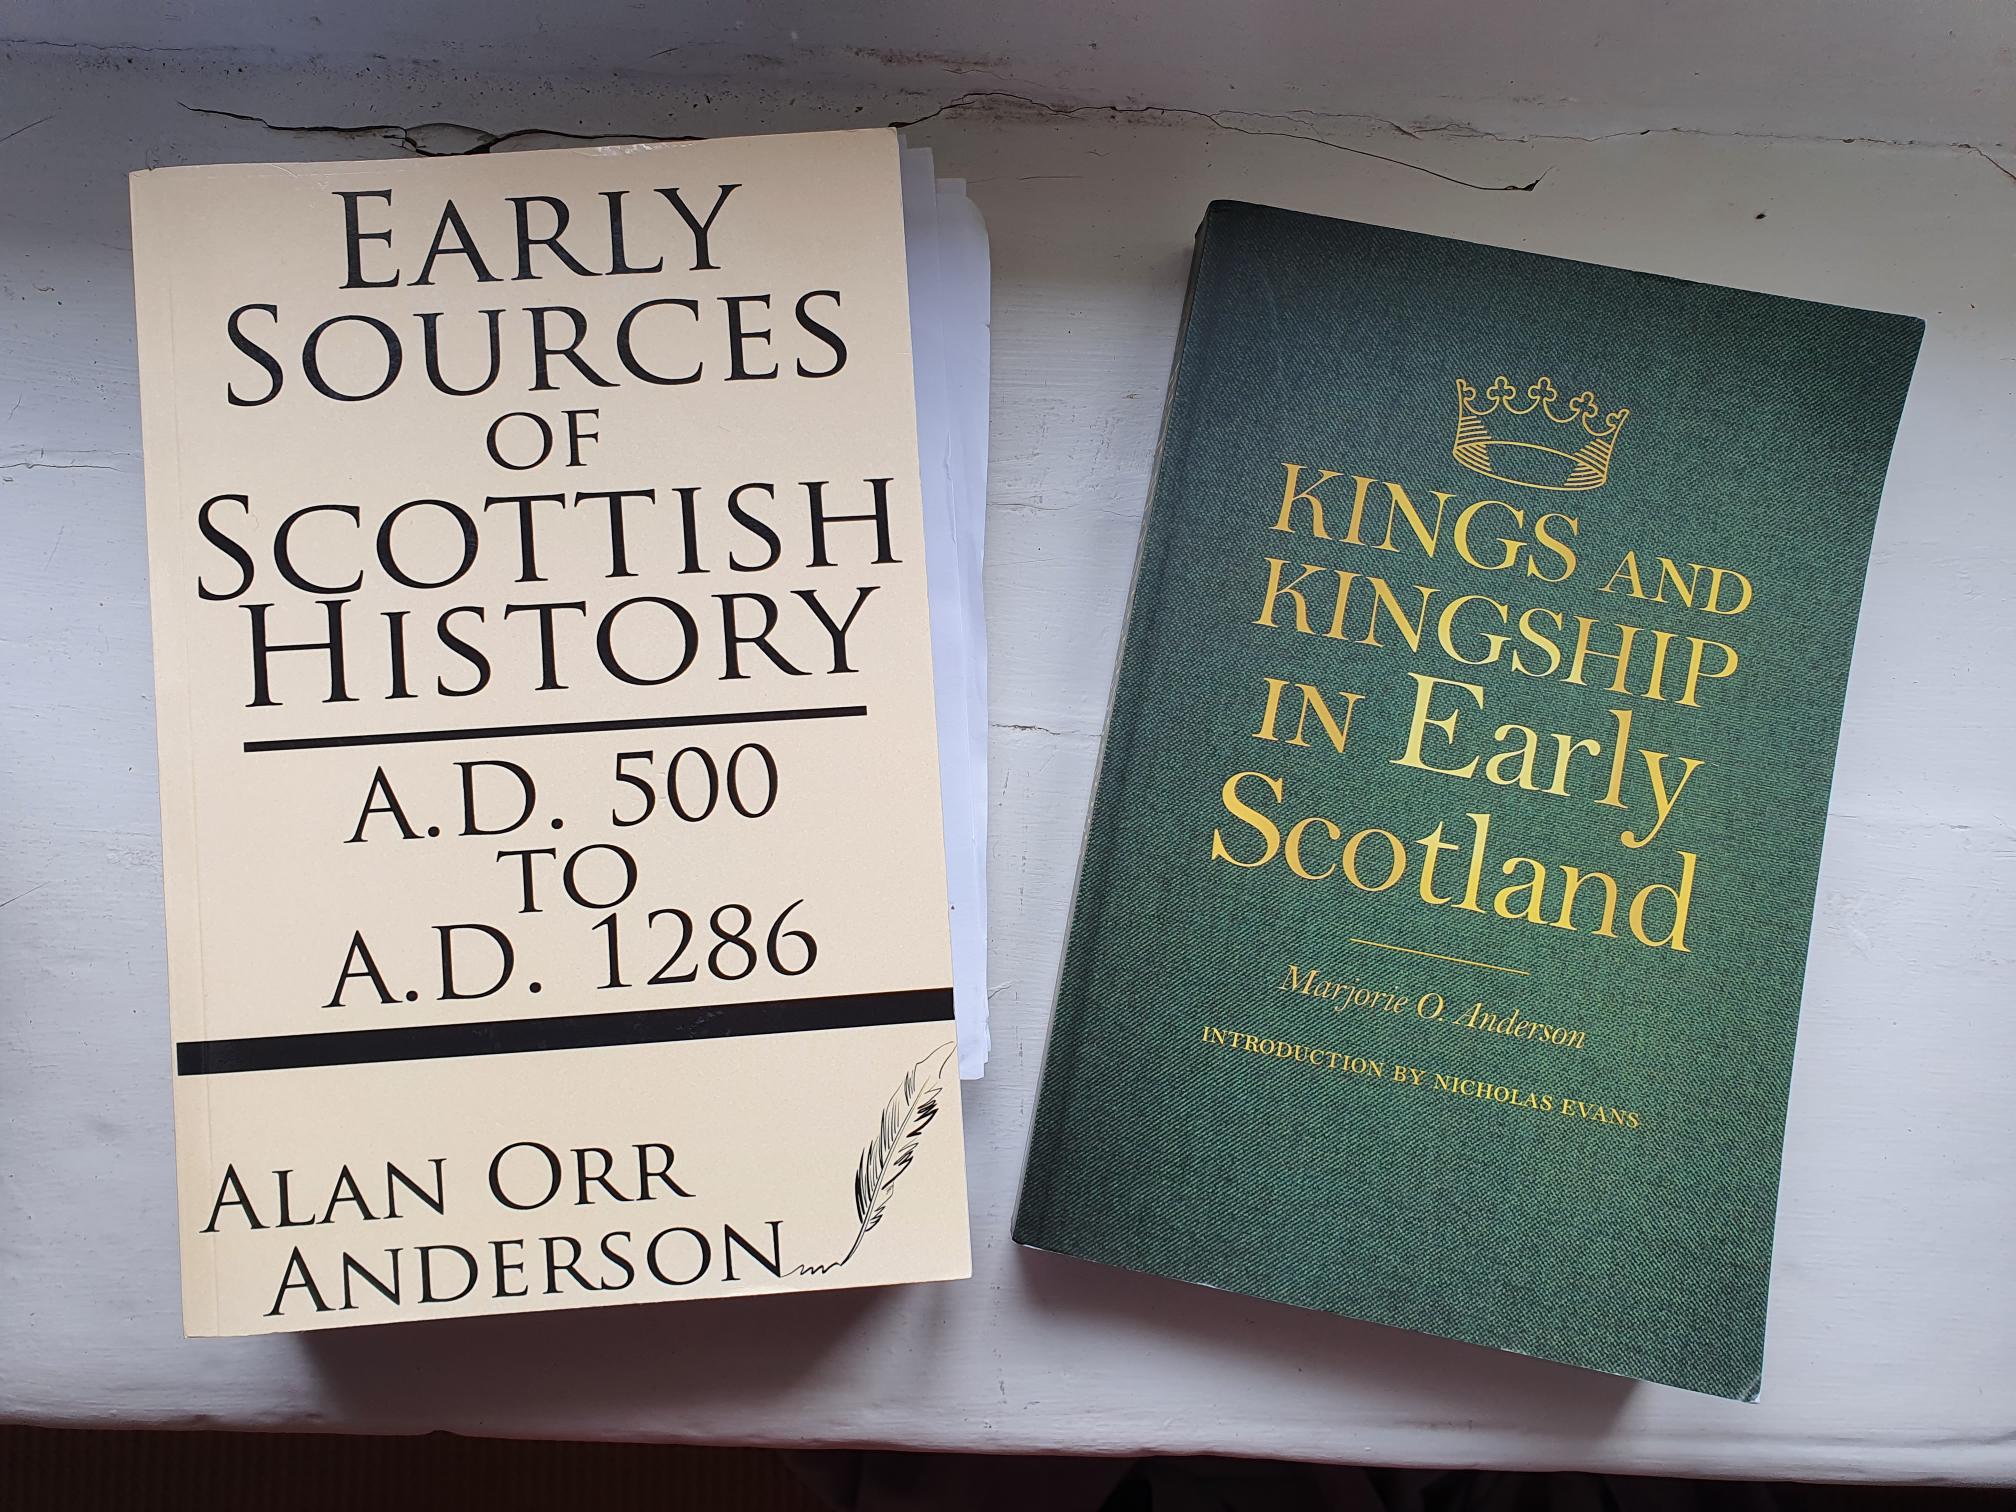 EARLY
SOURCES
OF
SCOTTISH
HISTORY
A.D. 500
TO
A.D. 1286
ALAN ORR
ANDERSON
KINGS AND
KINGSHIP
IN Early
Scotland
Marjorie O. Anderson
INTRODUCTION BY NICHOLAS EVANS